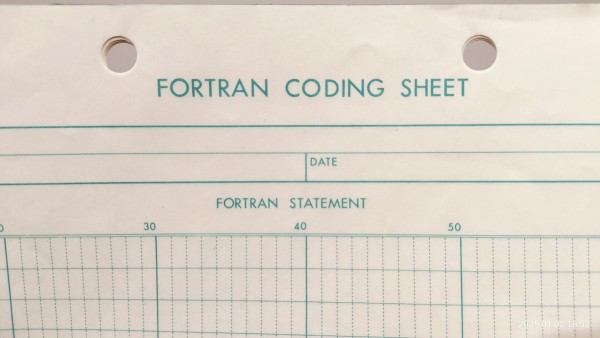 FORTRAN CODING SHEET
DATE
FORTRAN STATEMENT
30 40 50